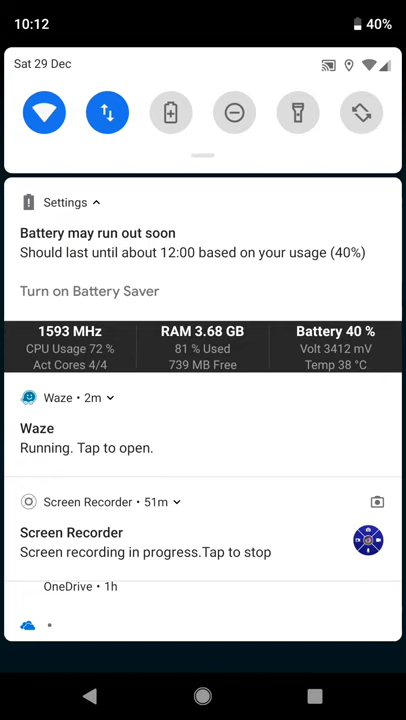 10:12
40%
Sat 29 Dec
Settings
Battery may run out soon
Should last until about 12:00 based on your usage (40%)
Turn on Battery Saver
1593 MHz
CPU Usage 72 %
Act Cores 4/4
RAM 3.68 GB
81 % Used
739 MB Free
Battery 40 %
Volt 3412 mV
Temp 38 °C
Waze • 2m
Waze
Running. Tap to open.
Screen Recorder • 51m
Screen Recorder
Screen recording in progress.Tap to stop
OneDrive • 1h
•